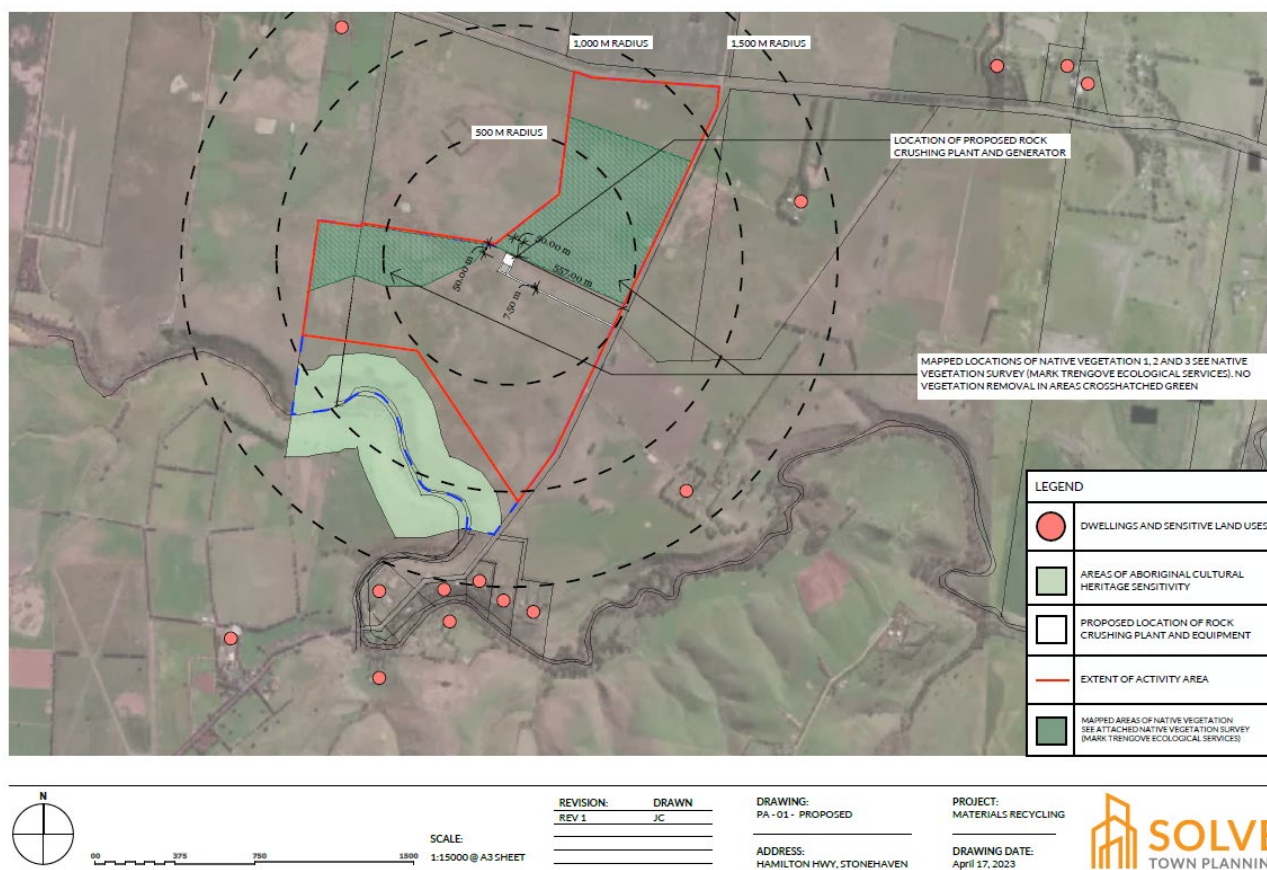 1,000 M RADIUS
1,500 M RADIUS
500 M RADIUS
LOCATION OF PROPOSED ROCK
CRUSHING PLANT AND GENERATOR
50.00 m
50.00 m
557.00 m
7.50 m
MAPPED LOCATIONS OF NATIVE VEGETATION 1, 2 AND 3 SEE NATIVE
VEGETATION SURVEY (MARK TRENGOVE ECOLOGICAL SERVICES). NO
VEGETATION REMOVAL IN AREAS CROSSHATCHED GREEN
LEGEND
DWELLINGS AND SENSITIVE LAND USES
AREAS OF ABORIGINAL CULTURAL
HERITAGE SENSITIVITY
PROPOSED LOCATION OF ROCK
CRUSHING PLANT AND EQUIPMENT
EXTENT OF ACTIVITY AREA
MAPPED AREAS OF NATIVE VEGETATION
SEE ATTACHED NATIVE VEGETATION SURVEY
(MARK TRENGOVE ECOLOGICAL SERVICES)
N
00 375 750 1500
SCALE:
1:15000 @ A3 SHEET
REVISION: DRAWN
REV 1 JC
DRAWING:
PA - 01 - PROPOSED
ADDRESS:
HAMILTON HWY, STONEHAVEN
PROJECT:
MATERIALS RECYCLING
DRAWING DATE:
April 17, 2023
SOLVE
TOWN PLANNING